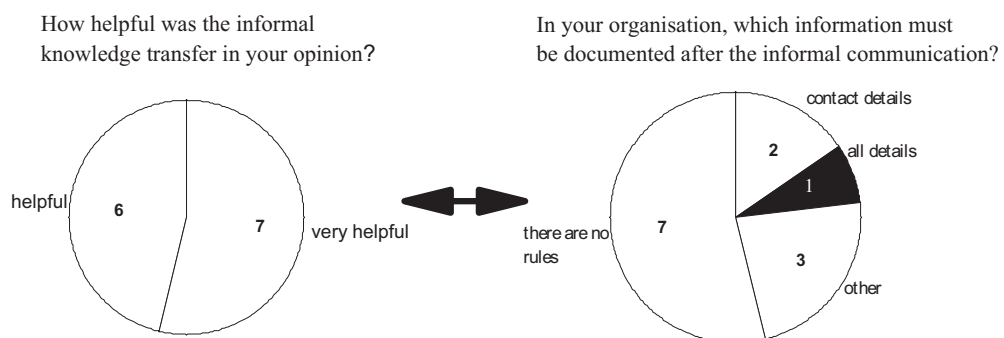 How helpful was the informal
knowledge transfer in your opinion?
helpful
6
7
very helpful
In your organisation, which information must
be documented after the informal communication?
contact details
2
all details
1
there are no
rules
7
3
other